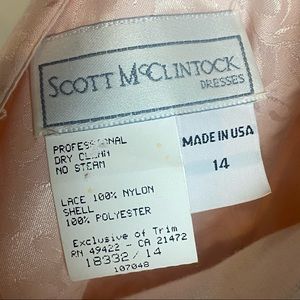 SCOTT MCCLINTOCK
DRESSES
PROFESSIONAL
DRY CLEAN
NO STEAM
LACE 100% NYLON
SHELL
100% POLYESTER
Exclusive of Trim
RN 49422 - CA 21472
18332/14
107048
MADE IN USA
14